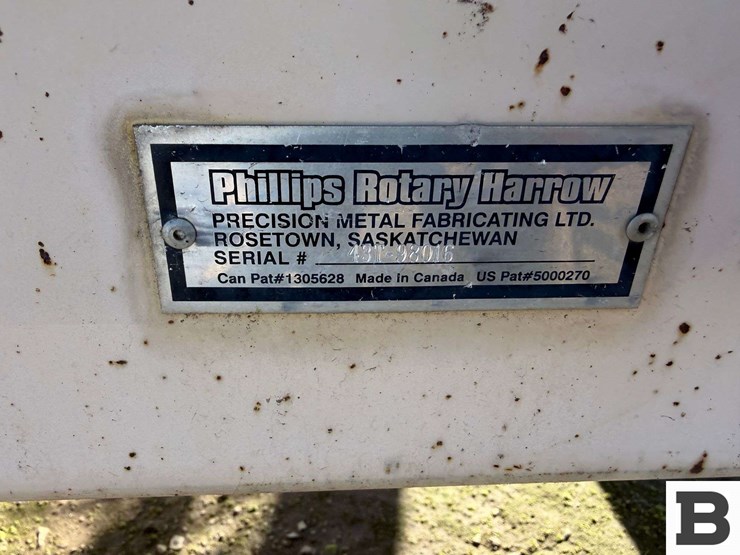 Phillips Rotary Harrow
PRECISION METAL FABRICATING LTD.
ROSETOWN, SASKATCHEWAN
SERIAL #
Can Pat#1305628 Made In Canada US Pat#5000270
B